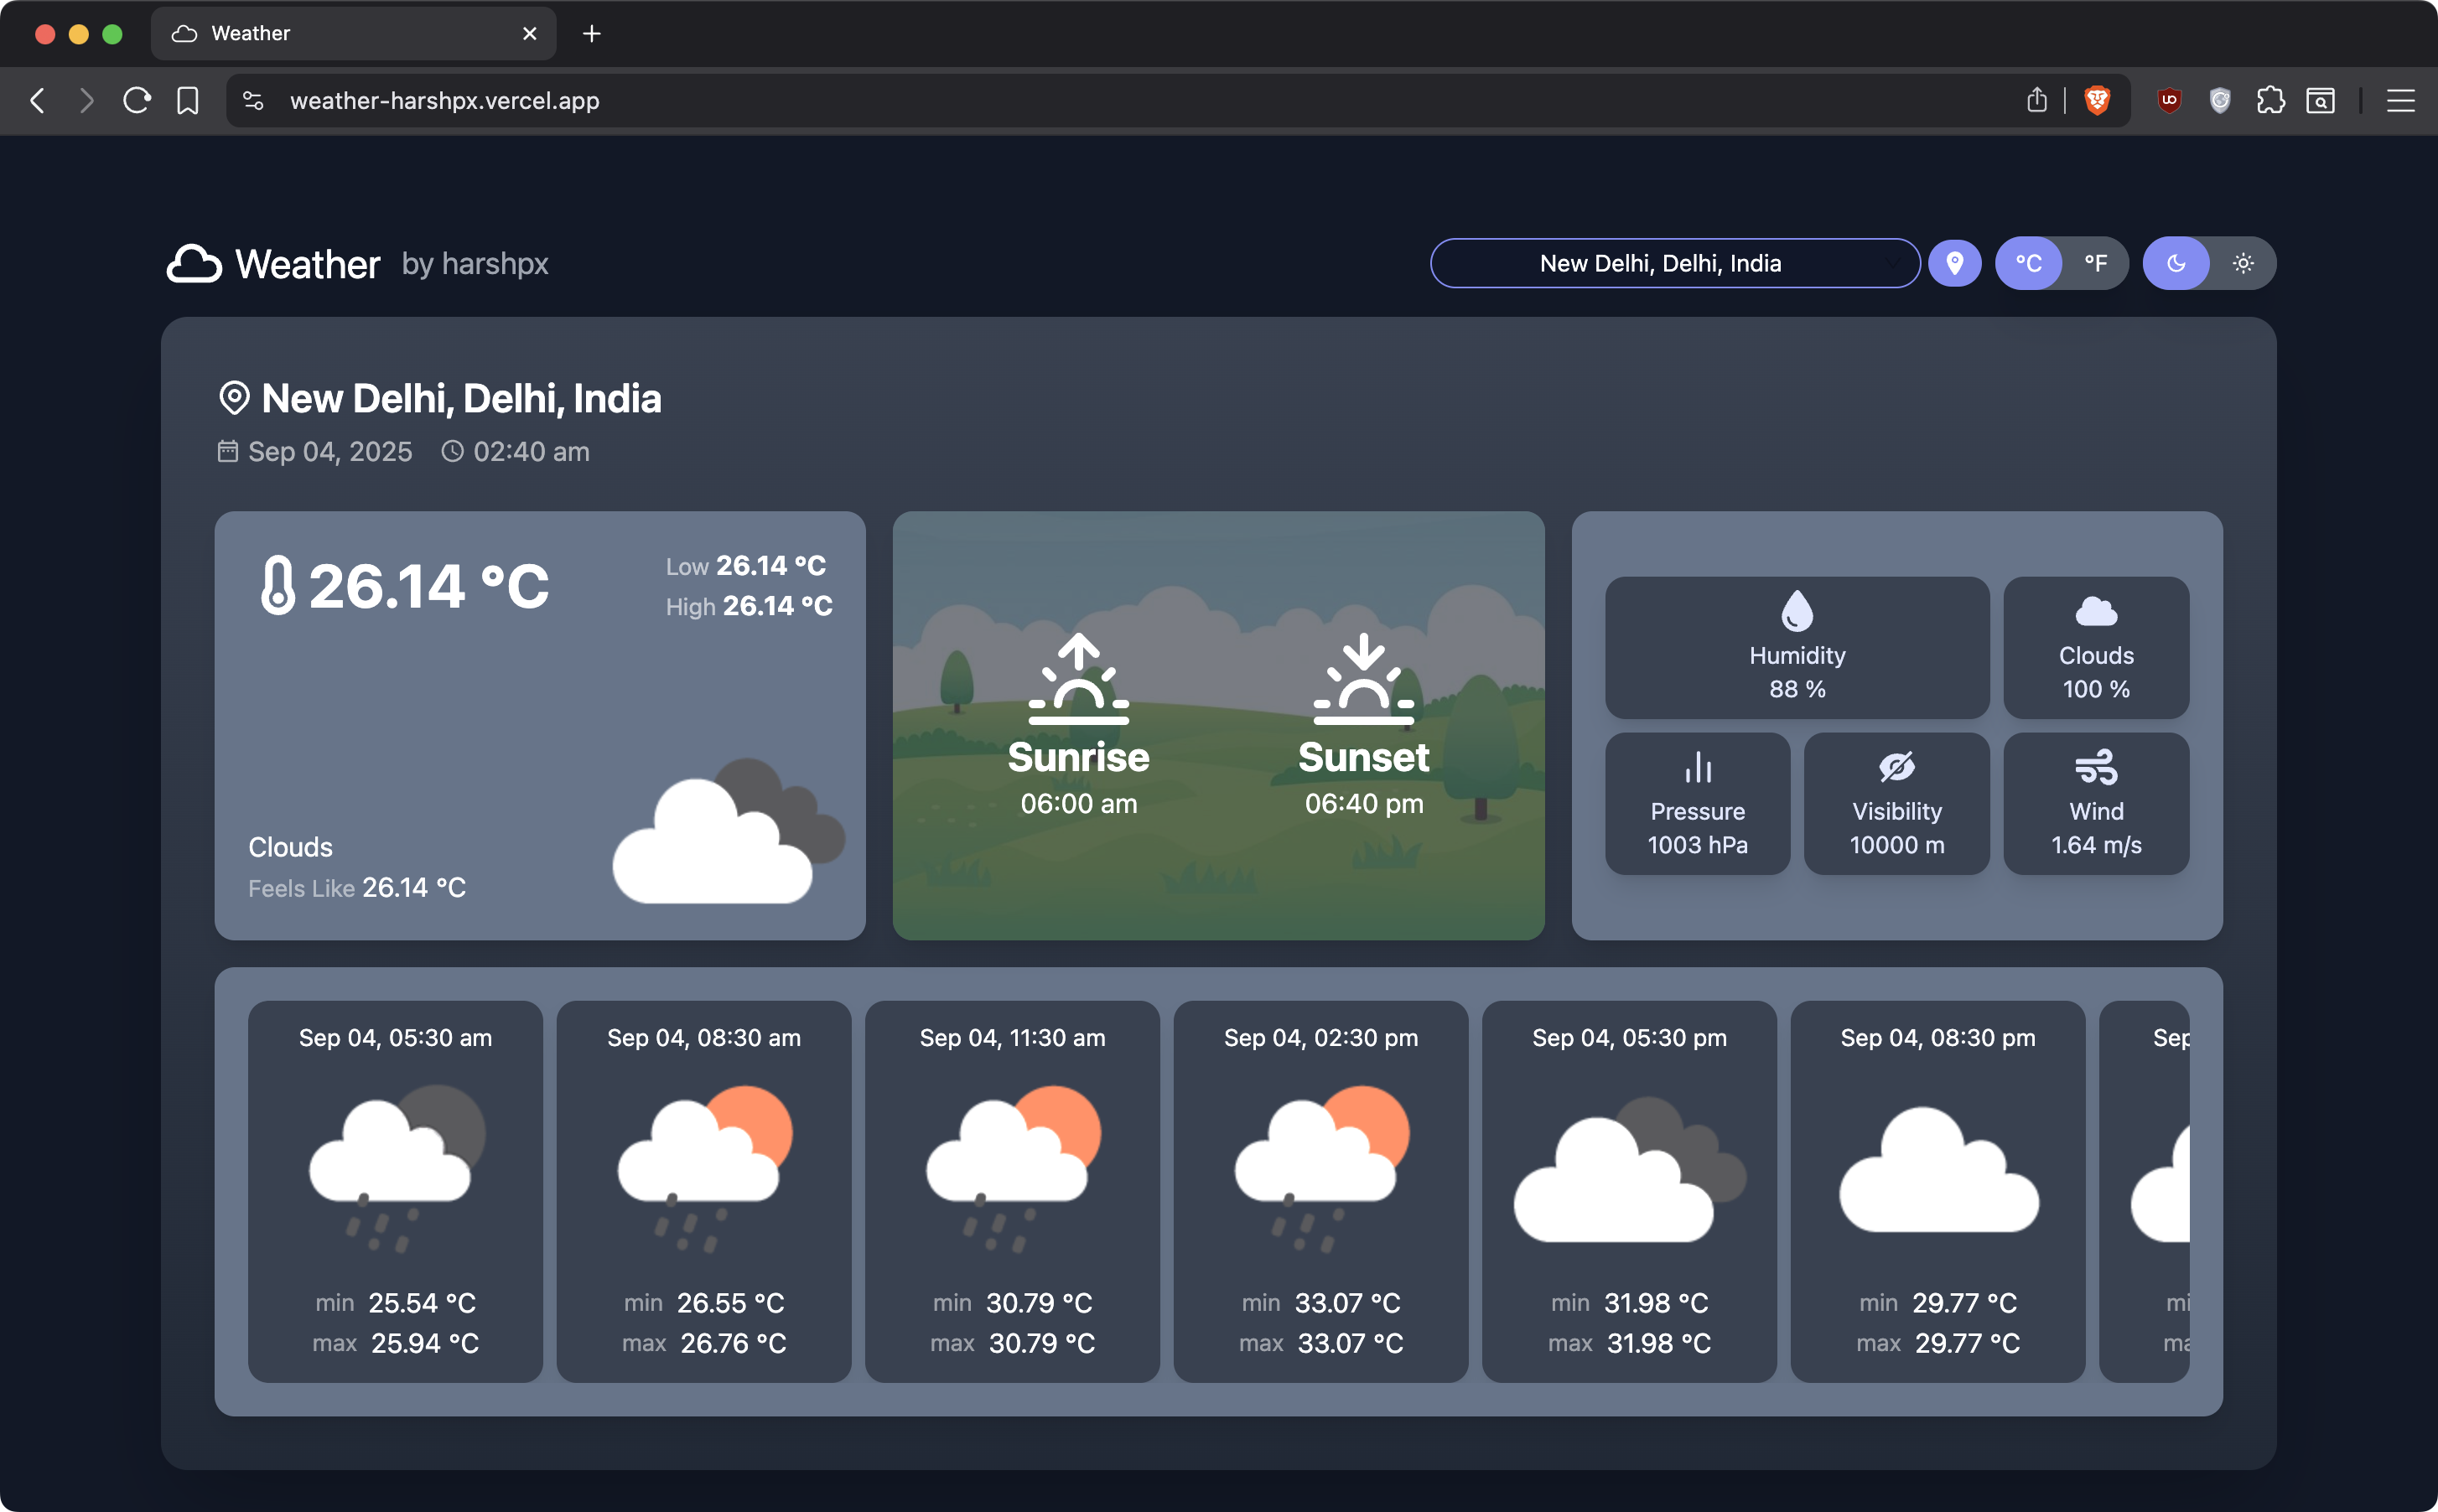 Weather
weather-harshpx.vercel.app
Weather by harshpx
New Delhi, Delhi, India
°C °F
New Delhi, Delhi, India
Sep 04, 2025 02:40 am
26.14 °C
Low 26.14 °C
High 26.14 °C
Clouds
Feels Like 26.14 °C
Sunrise
06:00 am
Sunset
06:40 pm
Humidity
88 %
Clouds
100 %
Pressure
1003 hPa
Visibility
10000 m
Wind
1.64 m/s
Sep 04, 05:30 am
min 25.54 °C
max 25.94 °C
Sep 04, 08:30 am
min 26.55 °C
max 26.76 °C
Sep 04, 11:30 am
min 30.79 °C
max 30.79 °C
Sep 04, 02:30 pm
min 33.07 °C
max 33.07 °C
Sep 04, 05:30 pm
min 31.98 °C
max 31.98 °C
Sep 04, 08:30 pm
min 29.77 °C
max 29.77 °C
Sep